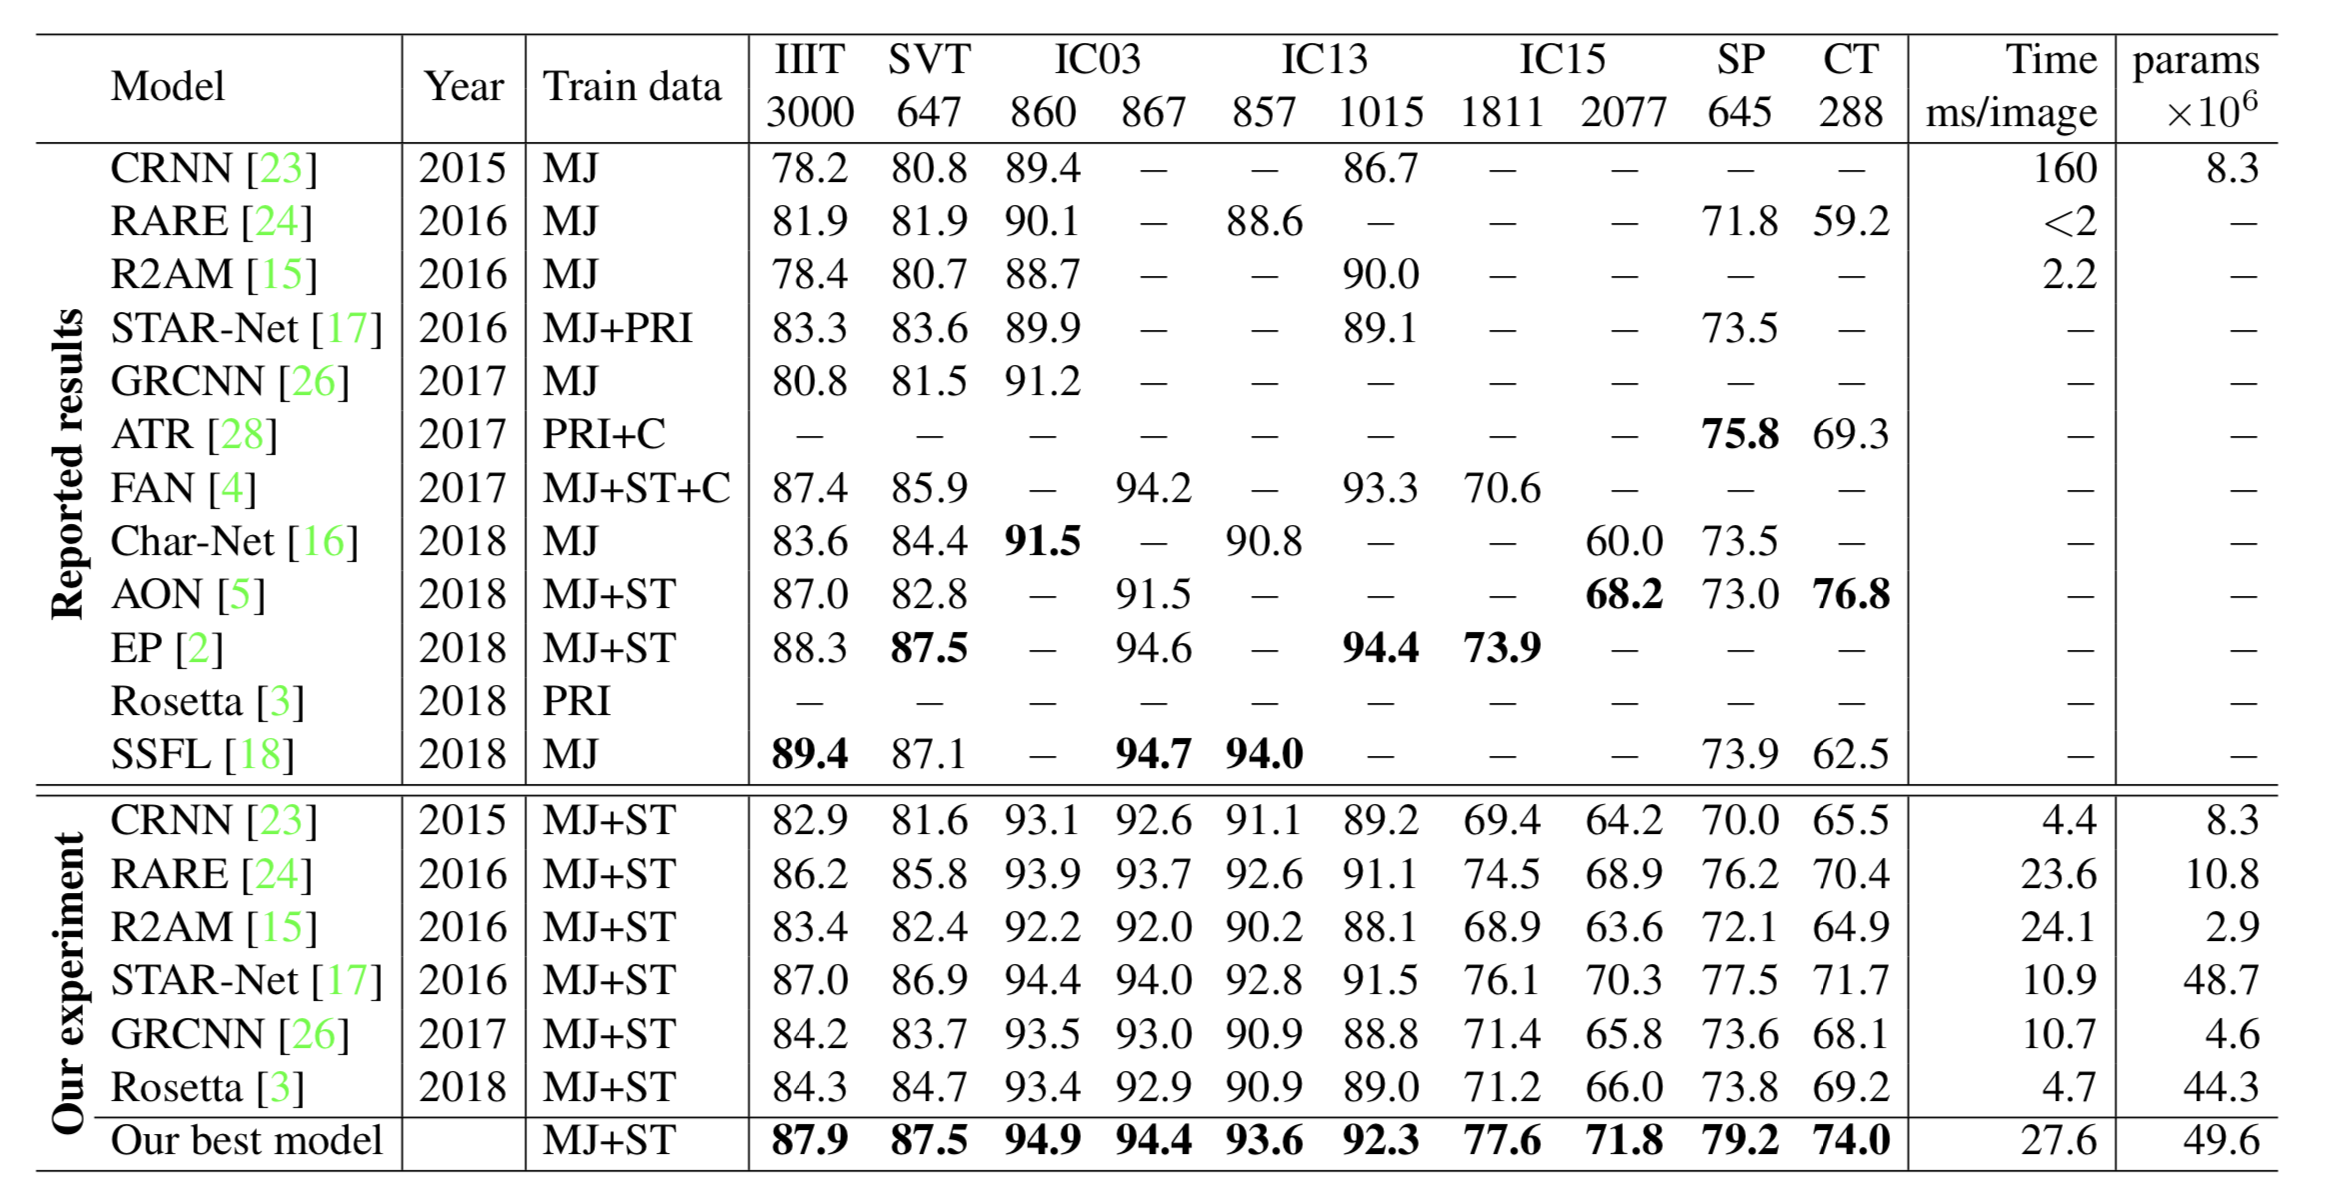 Model Year Train data IIIT SVT IC03 IC13 IC15 SP CT Time params
3000 647 860 867 857 1015 1811 2077 645 288 ms/image ×10⁶
Reported results
CRNN [23] 2015 MJ 78.2 80.8 89.4 – – 86.7 – – – – 160 8.3
RARE [24] 2016 MJ 81.9 81.9 90.1 – 88.6 – – – 71.8 59.2 <2 –
R2AM [15] 2016 MJ 78.4 80.7 88.7 – – 90.0 – – – – 2.2 –
STAR-Net [17] 2016 MJ+PRI 83.3 83.6 89.9 – – 89.1 – – 73.5 – – –
GRCNN [26] 2017 MJ 80.8 81.5 91.2 – – – – – – – – –
ATR [28] 2017 PRI+C – – – – – – – – 75.8 69.3 – –
FAN [4] 2017 MJ+ST+C 87.4 85.9 – 94.2 – 93.3 70.6 – – – – –
Char-Net [16] 2018 MJ 83.6 84.4 91.5 – 90.8 – – 60.0 73.5 – – –
AON [5] 2018 MJ+ST 87.0 82.8 – 91.5 – – – 68.2 73.0 76.8 – –
EP [2] 2018 MJ+ST 88.3 87.5 – 94.6 – 94.4 73.9 – – – – –
Rosetta [3] 2018 PRI – – – – – – – – – – – –
SSFL [18] 2018 MJ 89.4 87.1 – 94.7 94.0 – – – 73.9 62.5 – –
Our experiment
CRNN [23] 2015 MJ+ST 82.9 81.6 93.1 92.6 91.1 89.2 69.4 64.2 70.0 65.5 4.4 8.3
RARE [24] 2016 MJ+ST 86.2 85.8 93.9 93.7 92.6 91.1 74.5 68.9 76.2 70.4 23.6 10.8
R2AM [15] 2016 MJ+ST 83.4 82.4 92.2 92.0 90.2 88.1 68.9 63.6 72.1 64.9 24.1 2.9
STAR-Net [17] 2016 MJ+ST 87.0 86.9 94.4 94.0 92.8 91.5 76.1 70.3 77.5 71.7 10.9 48.7
GRCNN [26] 2017 MJ+ST 84.2 83.7 93.5 93.0 90.9 88.8 71.4 65.8 73.6 68.1 10.7 4.6
Rosetta [3] 2018 MJ+ST 84.3 84.7 93.4 92.9 90.9 89.0 71.2 66.0 73.8 69.2 4.7 44.3
Our best model MJ+ST 87.9 87.5 94.9 94.4 93.6 92.3 77.6 71.8 79.2 74.0 27.6 49.6